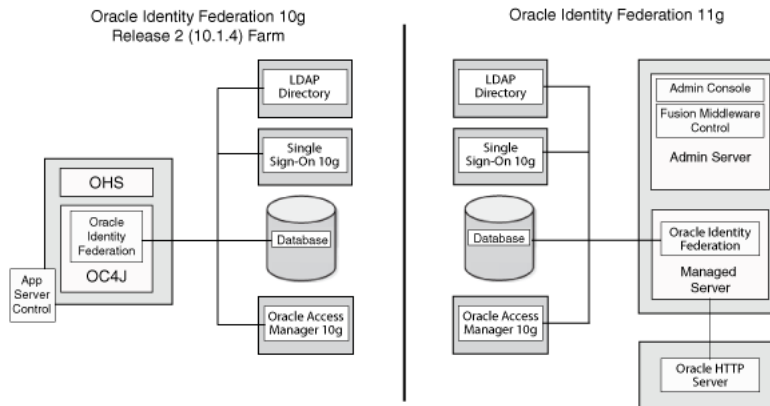 Oracle Identity Federation 10g
Release 2 (10.1.4) Farm
LDAP
Directory
Single
Sign-On 10g
OHS
Oracle
Identity
Federation
OC4J
App
Server
Control
Database
Oracle Access
Manager 10g
Oracle Identity Federation 11g
LDAP
Directory
Single
Sign-On 10g
Database
Oracle Access
Manager 10g
Admin Console
Fusion Middleware
Control
Admin Server
Oracle Identity
Federation
Managed
Server
Oracle HTTP
Server